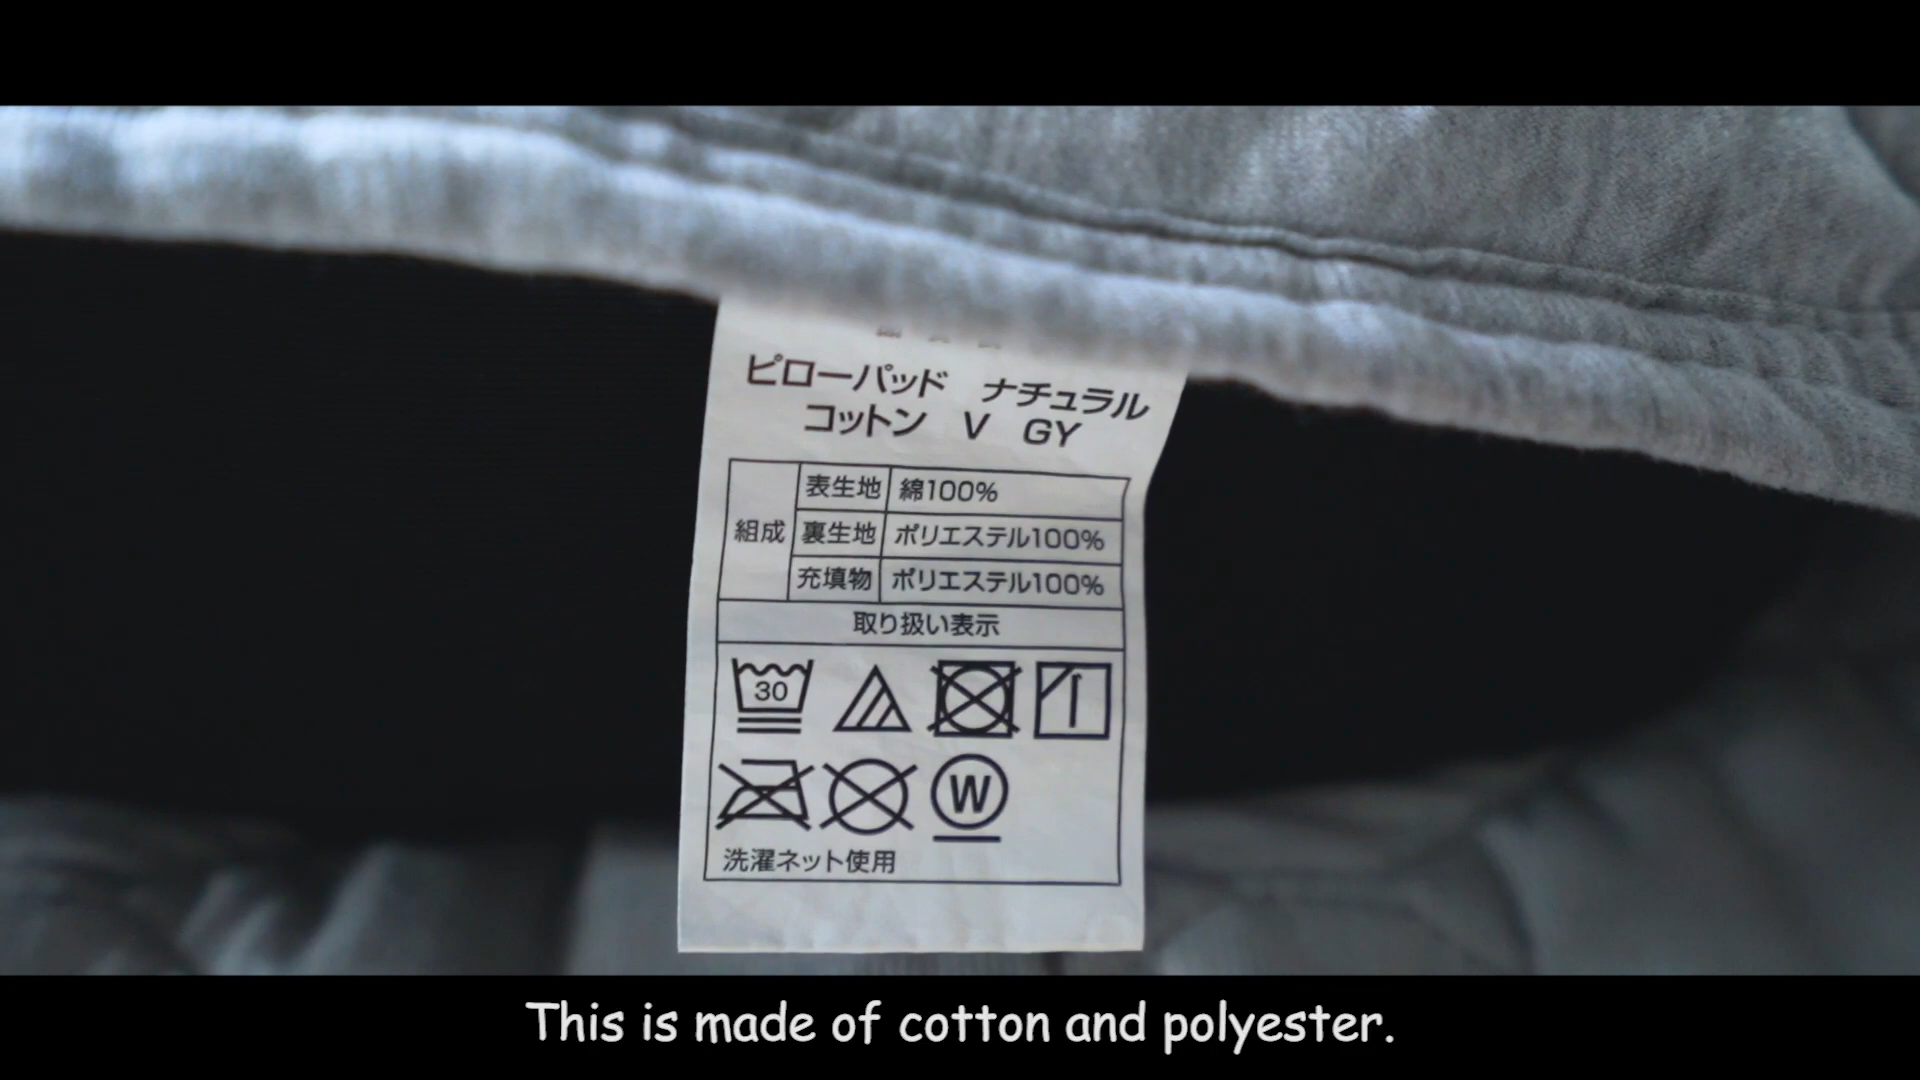 ピローパッド ナチュラル
コットン V GY
組成
表生地 綿100%
裏生地 ポリエステル100%
充填物 ポリエステル100%
取り扱い表示
30
W
洗濯ネット使用
This is made of cotton and polyester.